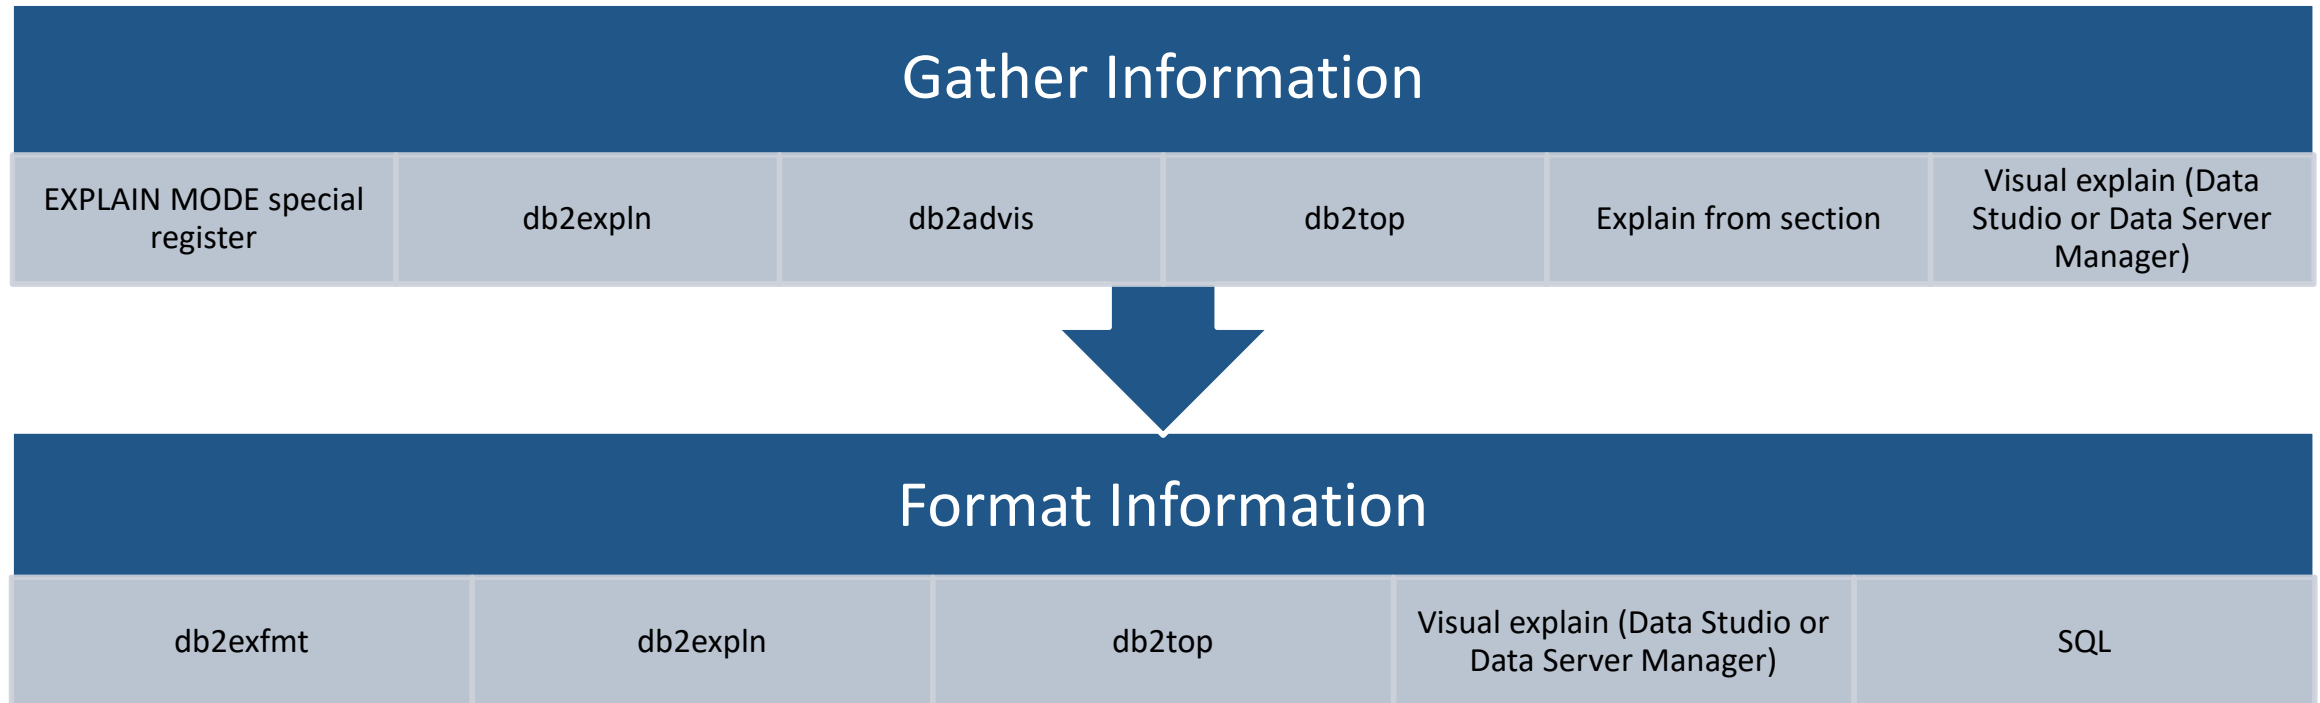 Gather Information
EXPLAIN MODE special
register
db2expln
db2advis
db2top
Explain from section
Visual explain (Data
Studio or Data Server
Manager)
Format Information
db2exfmt
db2expln
db2top
Visual explain (Data Studio or
Data Server Manager)
SQL